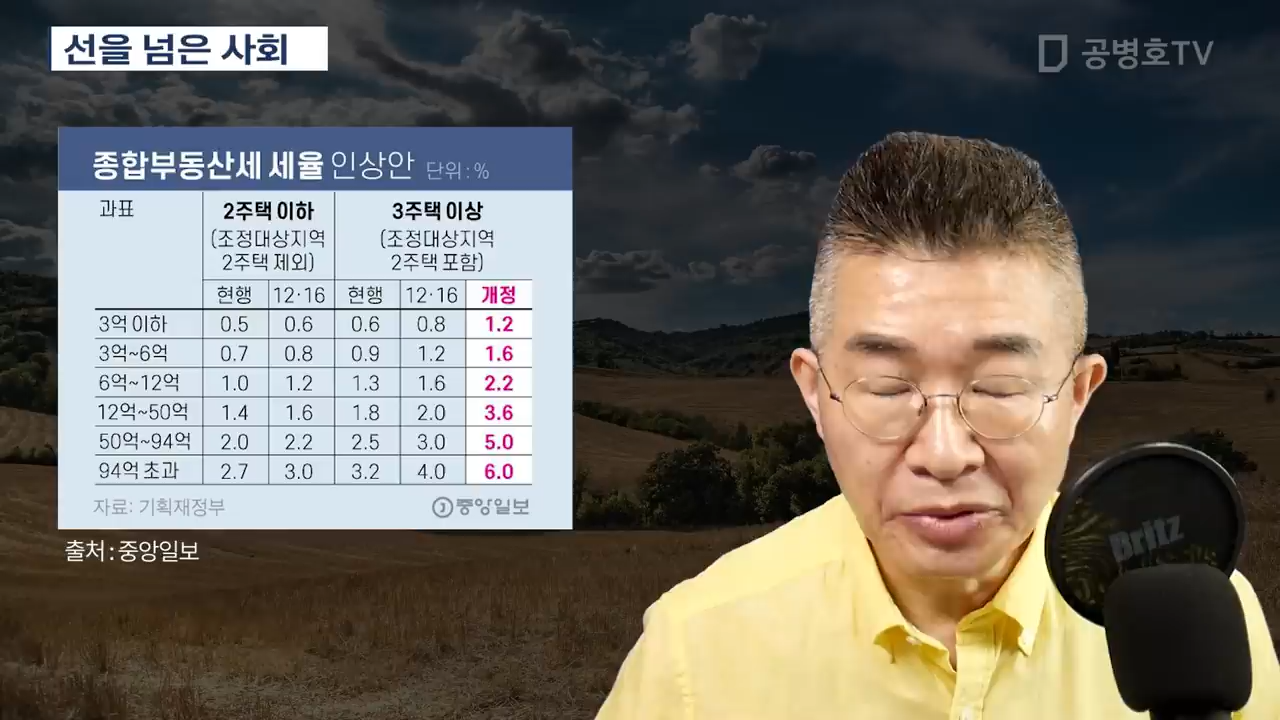 선을 넘은 사회
공병호TV
종합부동산세 세율 인상안 단위 : %
과표 2주택 이하 3주택 이상
(조정대상지역 (조정대상지역
2주택 제외) 2주택 포함)
현행 12·16 현행 12·16 개정
3억 이하 0.5 0.6 0.6 0.8 1.2
3억~6억 0.7 0.8 0.9 1.2 1.6
6억~12억 1.0 1.2 1.3 1.6 2.2
12억~50억 1.4 1.6 1.8 2.0 3.6
50억~94억 2.0 2.2 2.5 3.0 5.0
94억 초과 2.7 3.0 3.2 4.0 6.0
자료: 기획재정부 중앙일보
출처 : 중앙일보
Britz